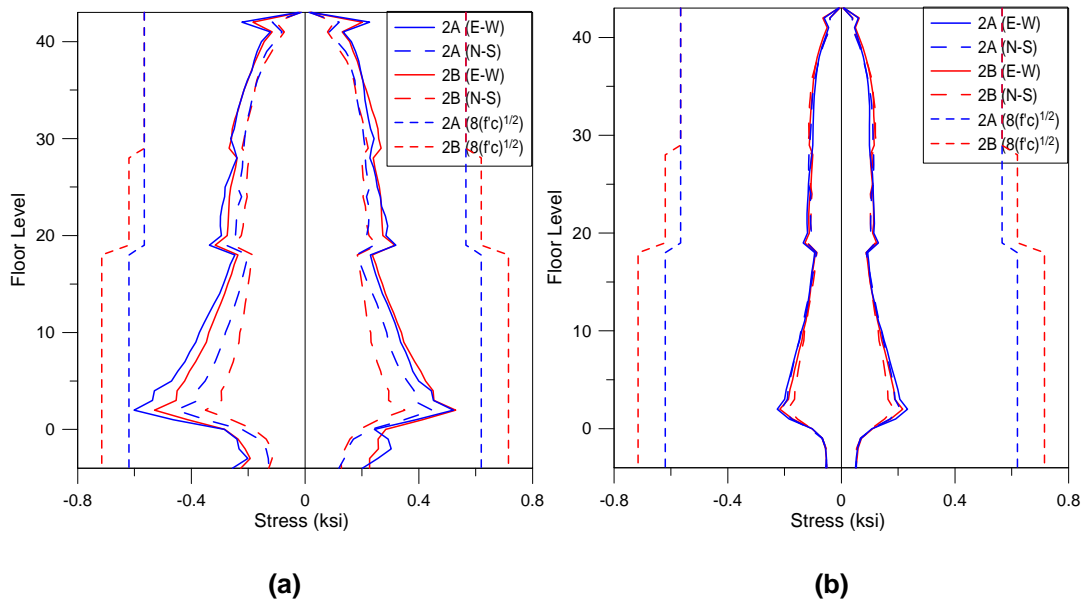 2A (E-W)
2A (N-S)
2B (E-W)
2B (N-S)
2A (8(f'c)1/2)
2B (8(f'c)1/2)
40
30
20
10
0
Floor Level
-0.8 -0.4 0 0.4 0.8
Stress (ksi)
(a)
2A (E-W)
2A (N-S)
2B (E-W)
2B (N-S)
2A (8(f'c)1/2)
2B (8(f'c)1/2)
40
30
20
10
0
Floor Level
-0.8 -0.4 0 0.4 0.8
Stress (ksi)
(b)